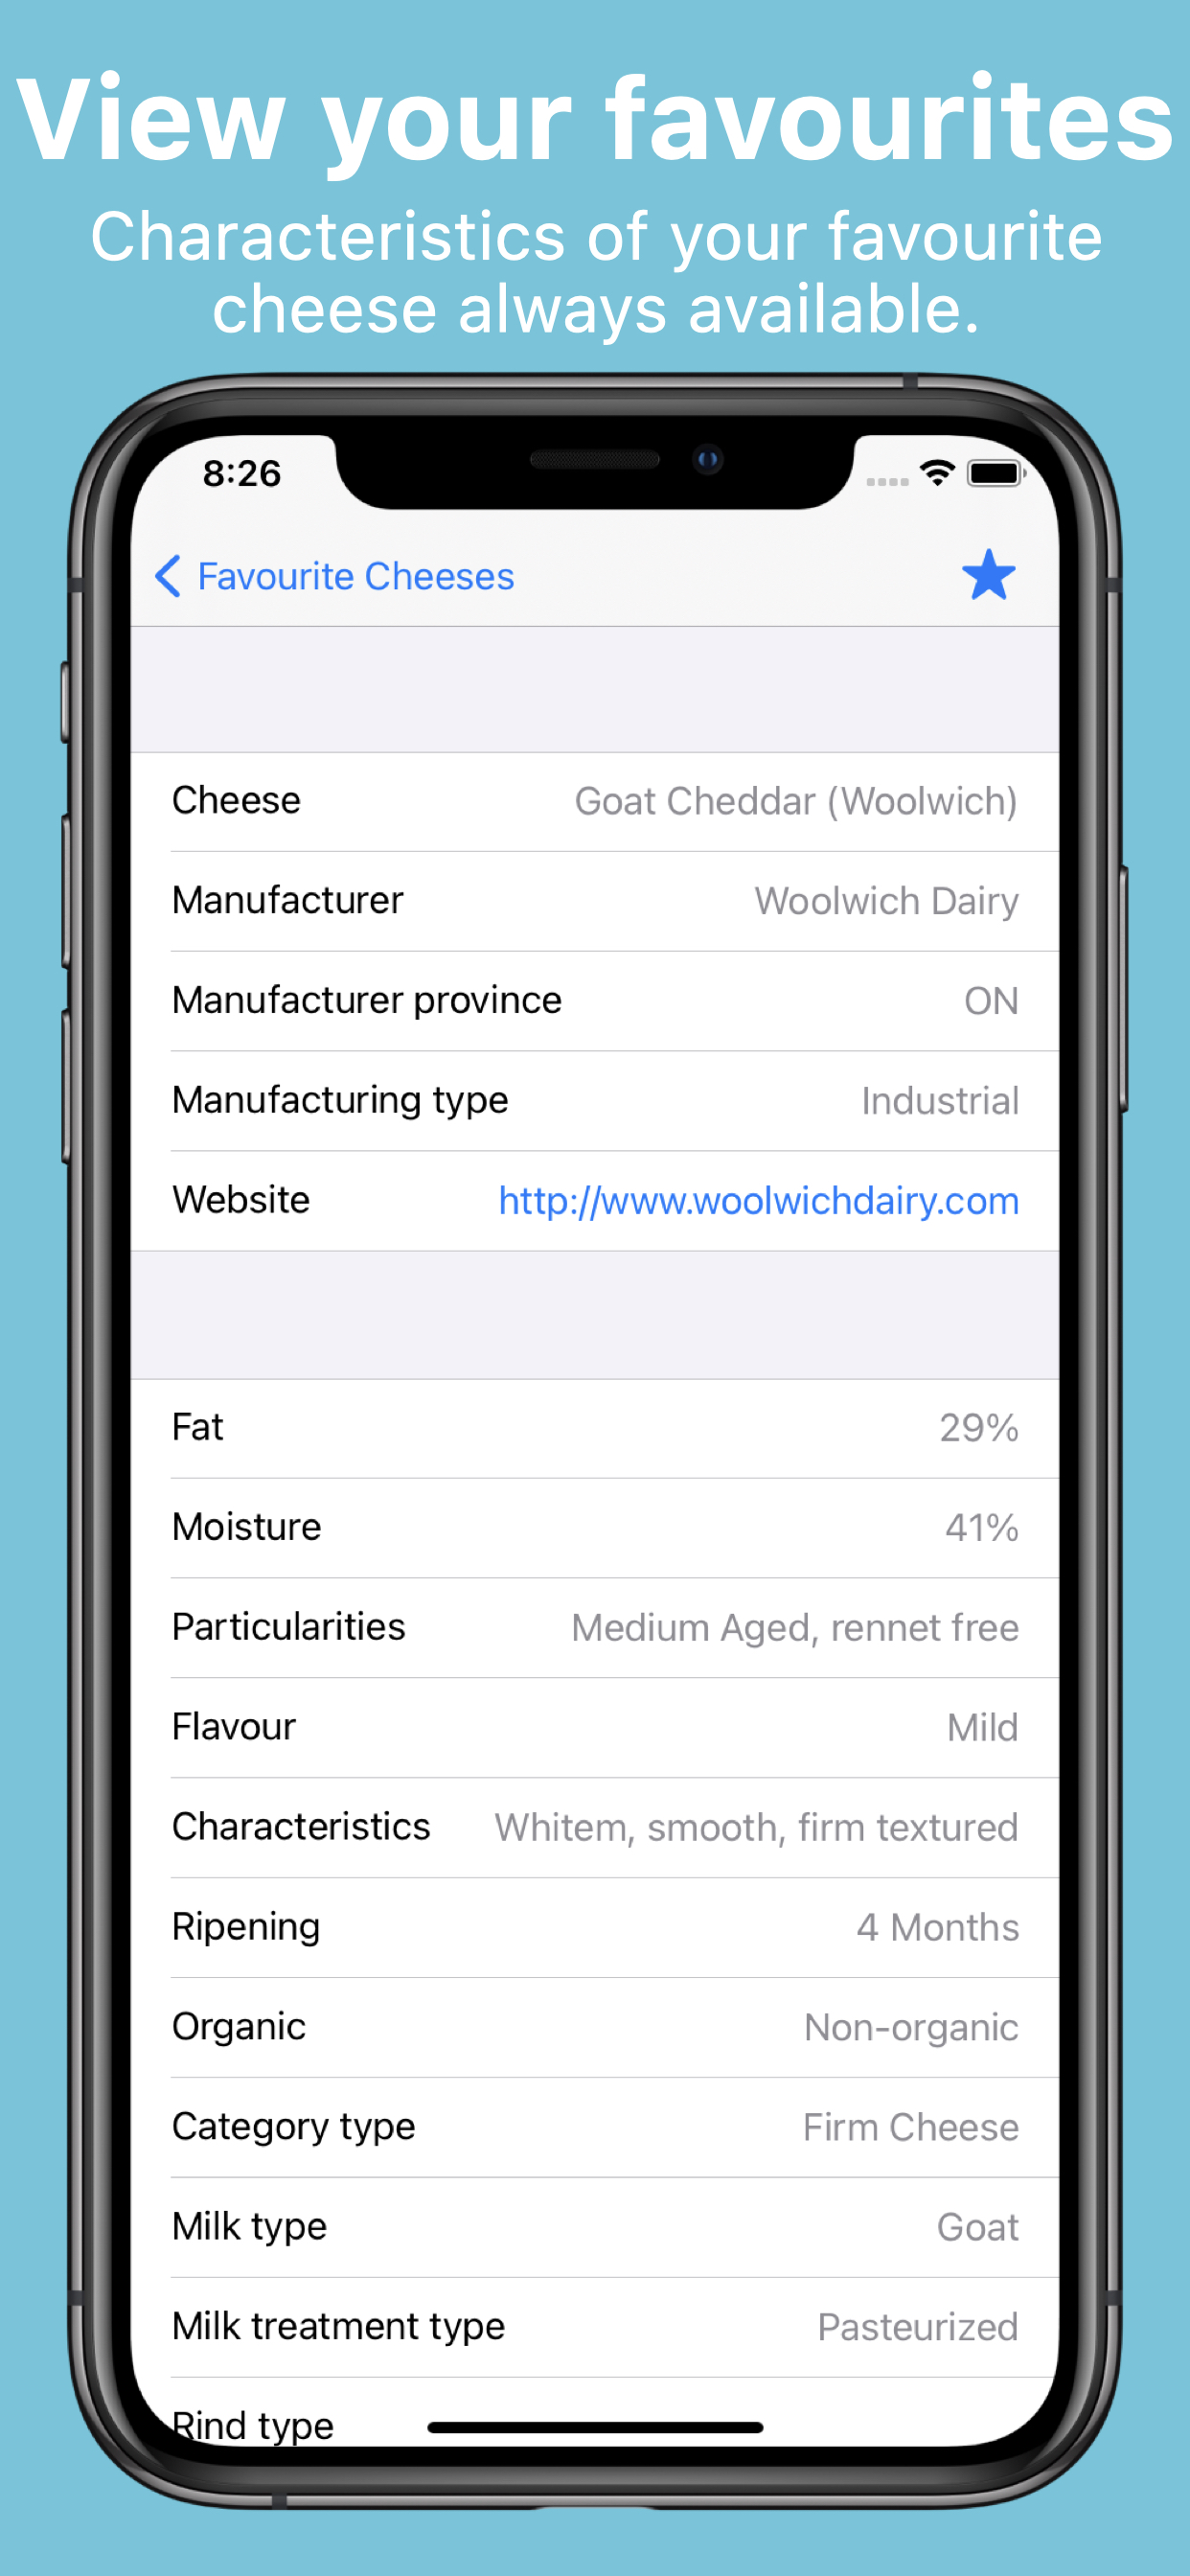 View your favourites
Characteristics of your favourite
cheese always available.
8:26
Favourite Cheeses
Cheese Goat Cheddar (Woolwich)
Manufacturer Woolwich Dairy
Manufacturer province ON
Manufacturing type Industrial
Website http://www.woolwichdairy.com
Fat 29%
Moisture 41%
Particularities Medium Aged, rennet free
Flavour Mild
Characteristics Whitem, smooth, firm textured
Ripening 4 Months
Organic Non-organic
Category type Firm Cheese
Milk type Goat
Milk treatment type Pasteurized
Rind type